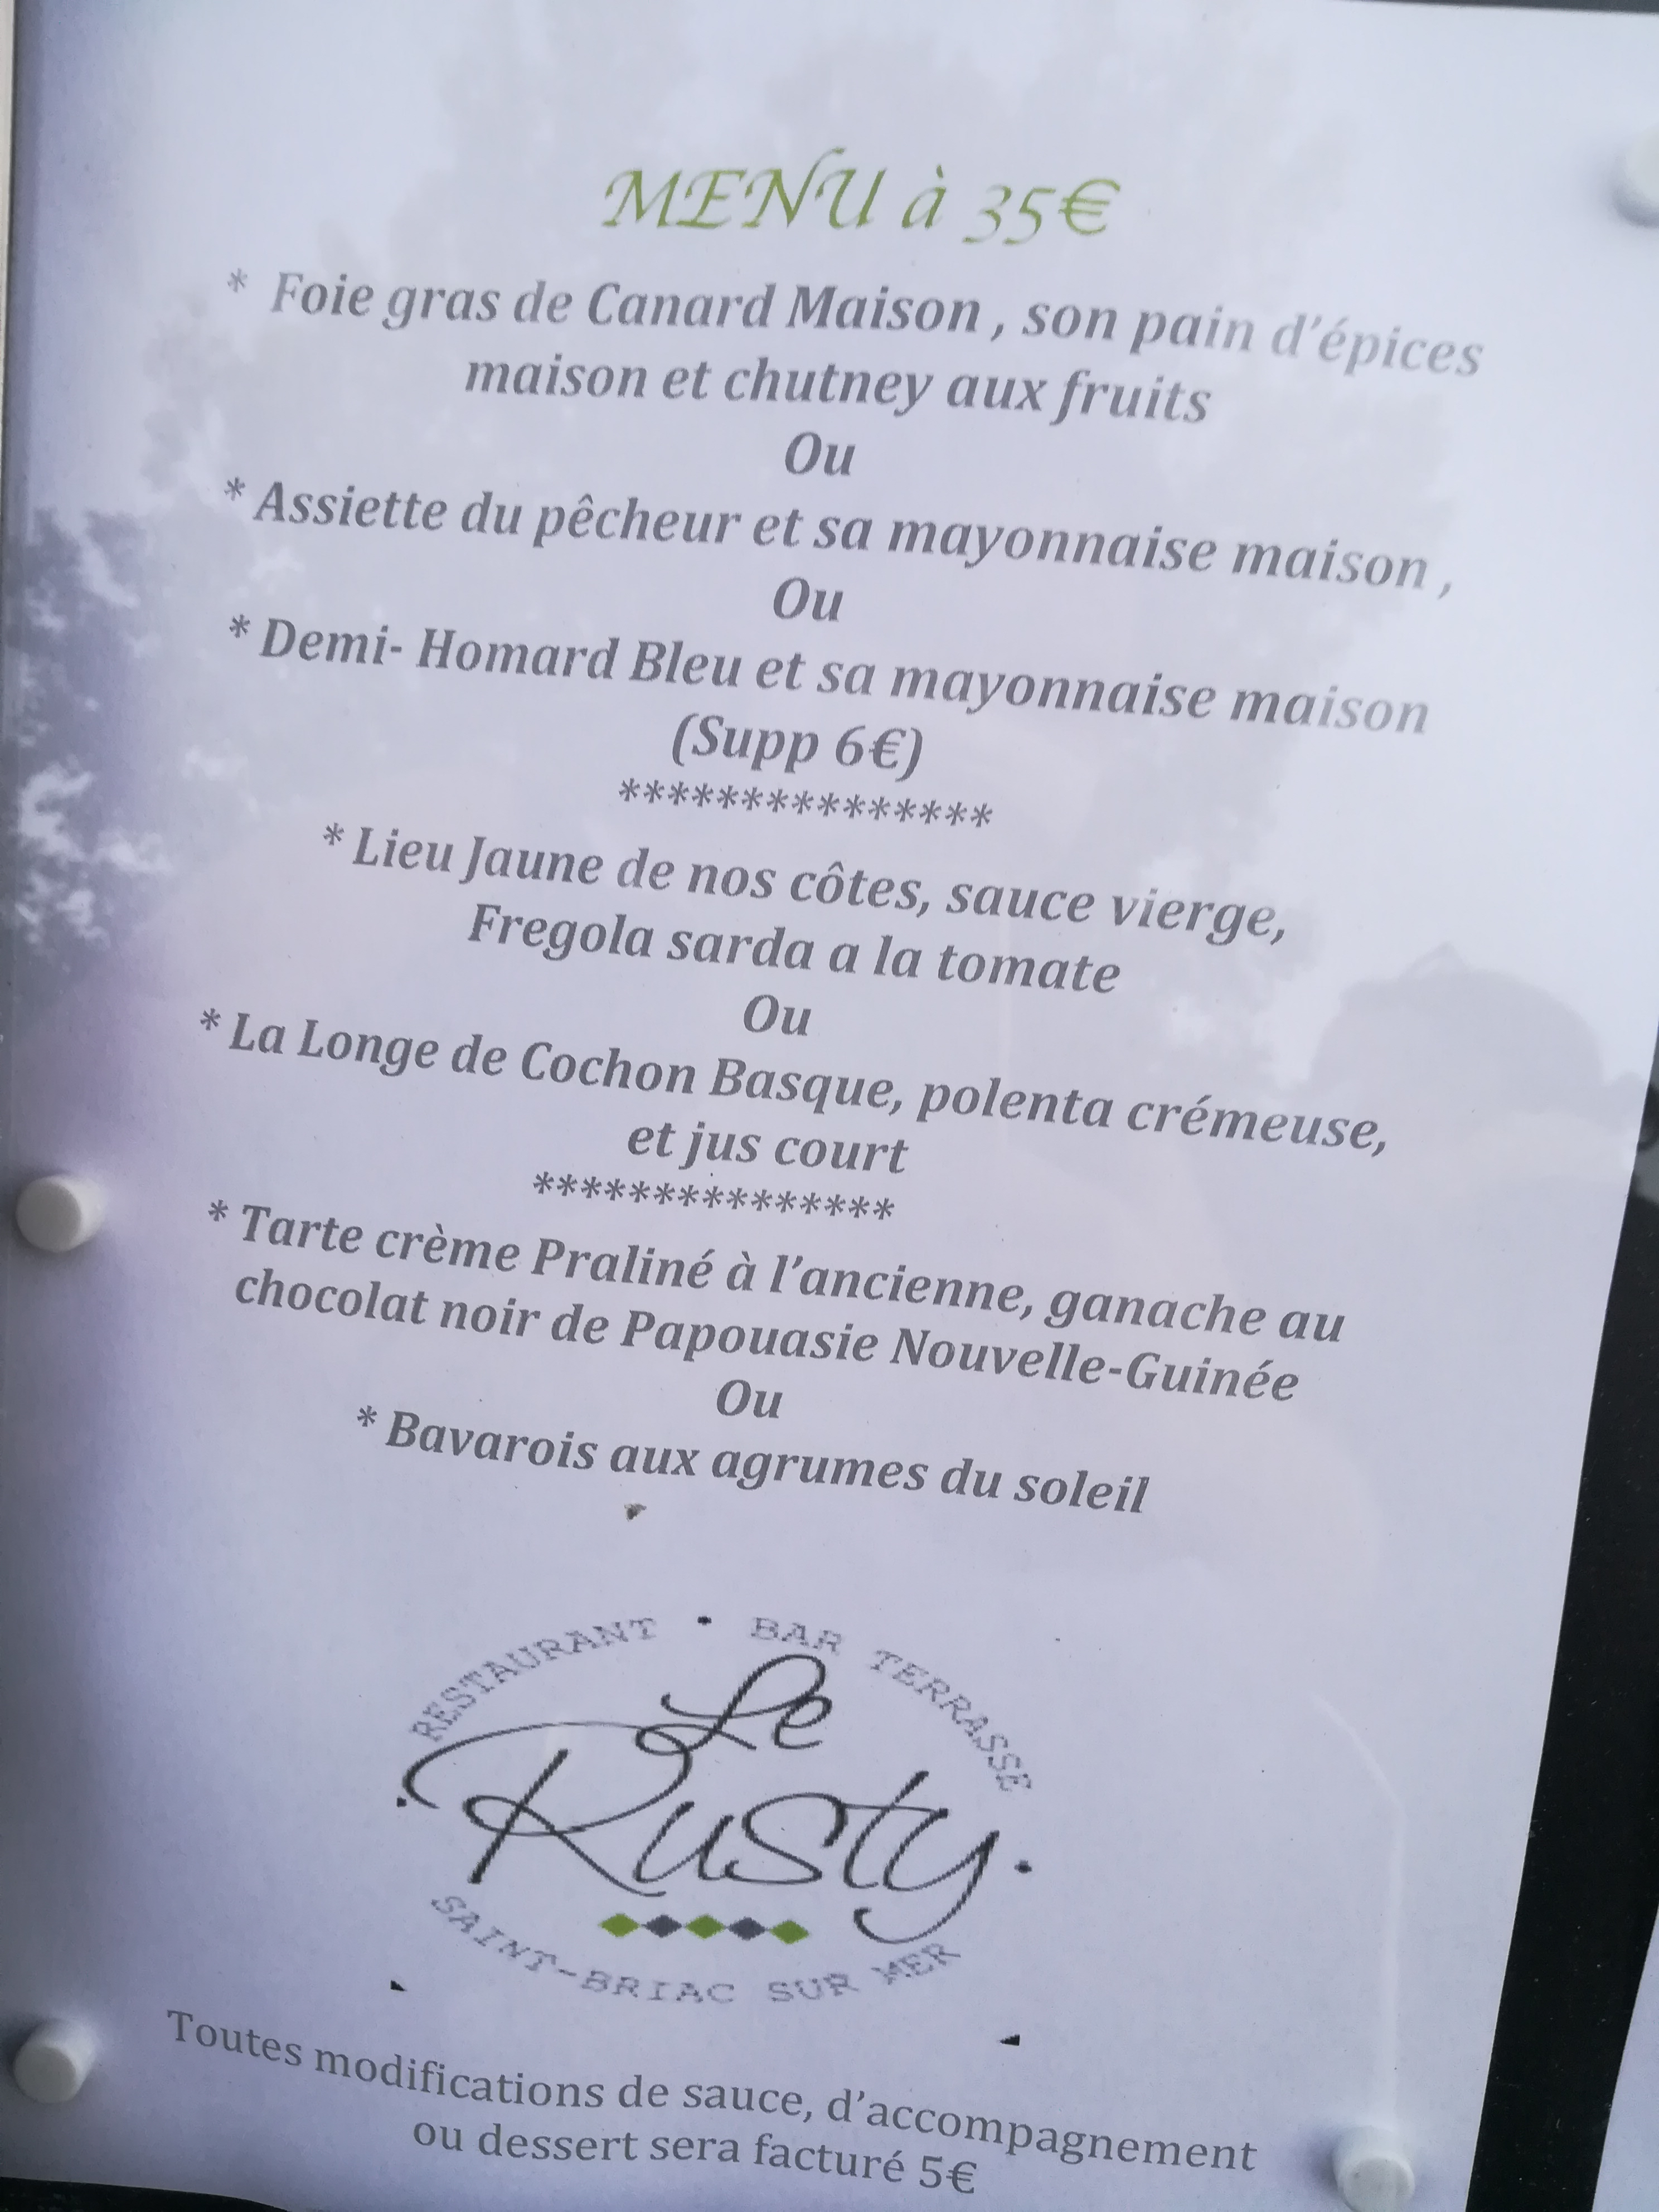 MENU à 35€
* Foie gras de Canard Maison , son pain d'épices
maison et chutney aux fruits
Ou
* Assiette du pêcheur et sa mayonnaise maison ,
Ou
* Demi- Homard Bleu et sa mayonnaise maison
(Supp 6€)
***************
* Lieu Jaune de nos côtes, sauce vierge,
Fregola sarda a la tomate
Ou
* La Longe de Cochon Basque, polenta crémeuse,
et jus court
***************
* Tarte crème Praliné à l'ancienne, ganache au
chocolat noir de Papouasie Nouvelle-Guinée
Ou
* Bavarois aux agrumes du soleil
RESTAURANT • BAR TERRASSE
Le
Rusty
SAINT-BRIAC SUR MER
Toutes modifications de sauce, d'accompagnement
ou dessert sera facturé 5€